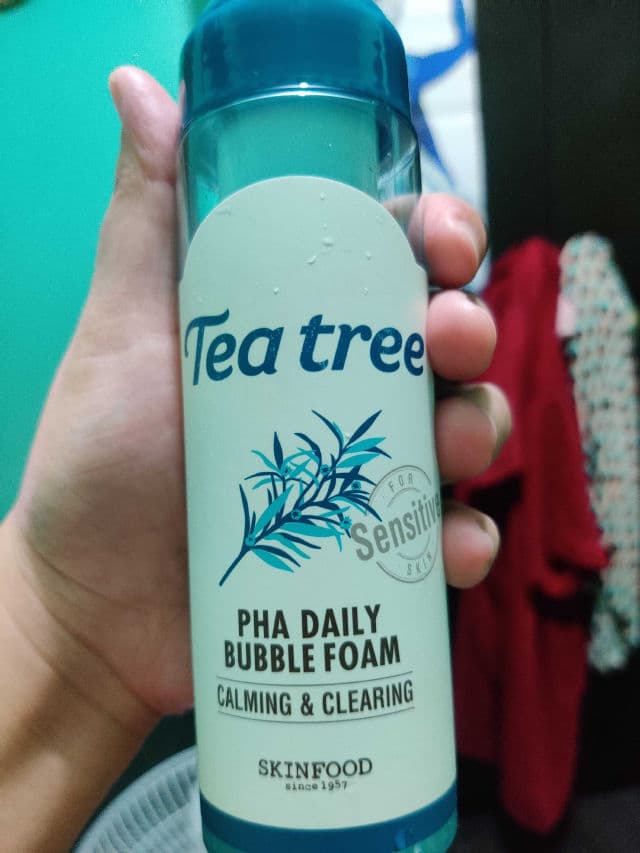 Tea tree
FOR
Sensitive
SKIN
PHA DAILY
BUBBLE FOAM
CALMING & CLEARING
SKINFOOD
since 1957